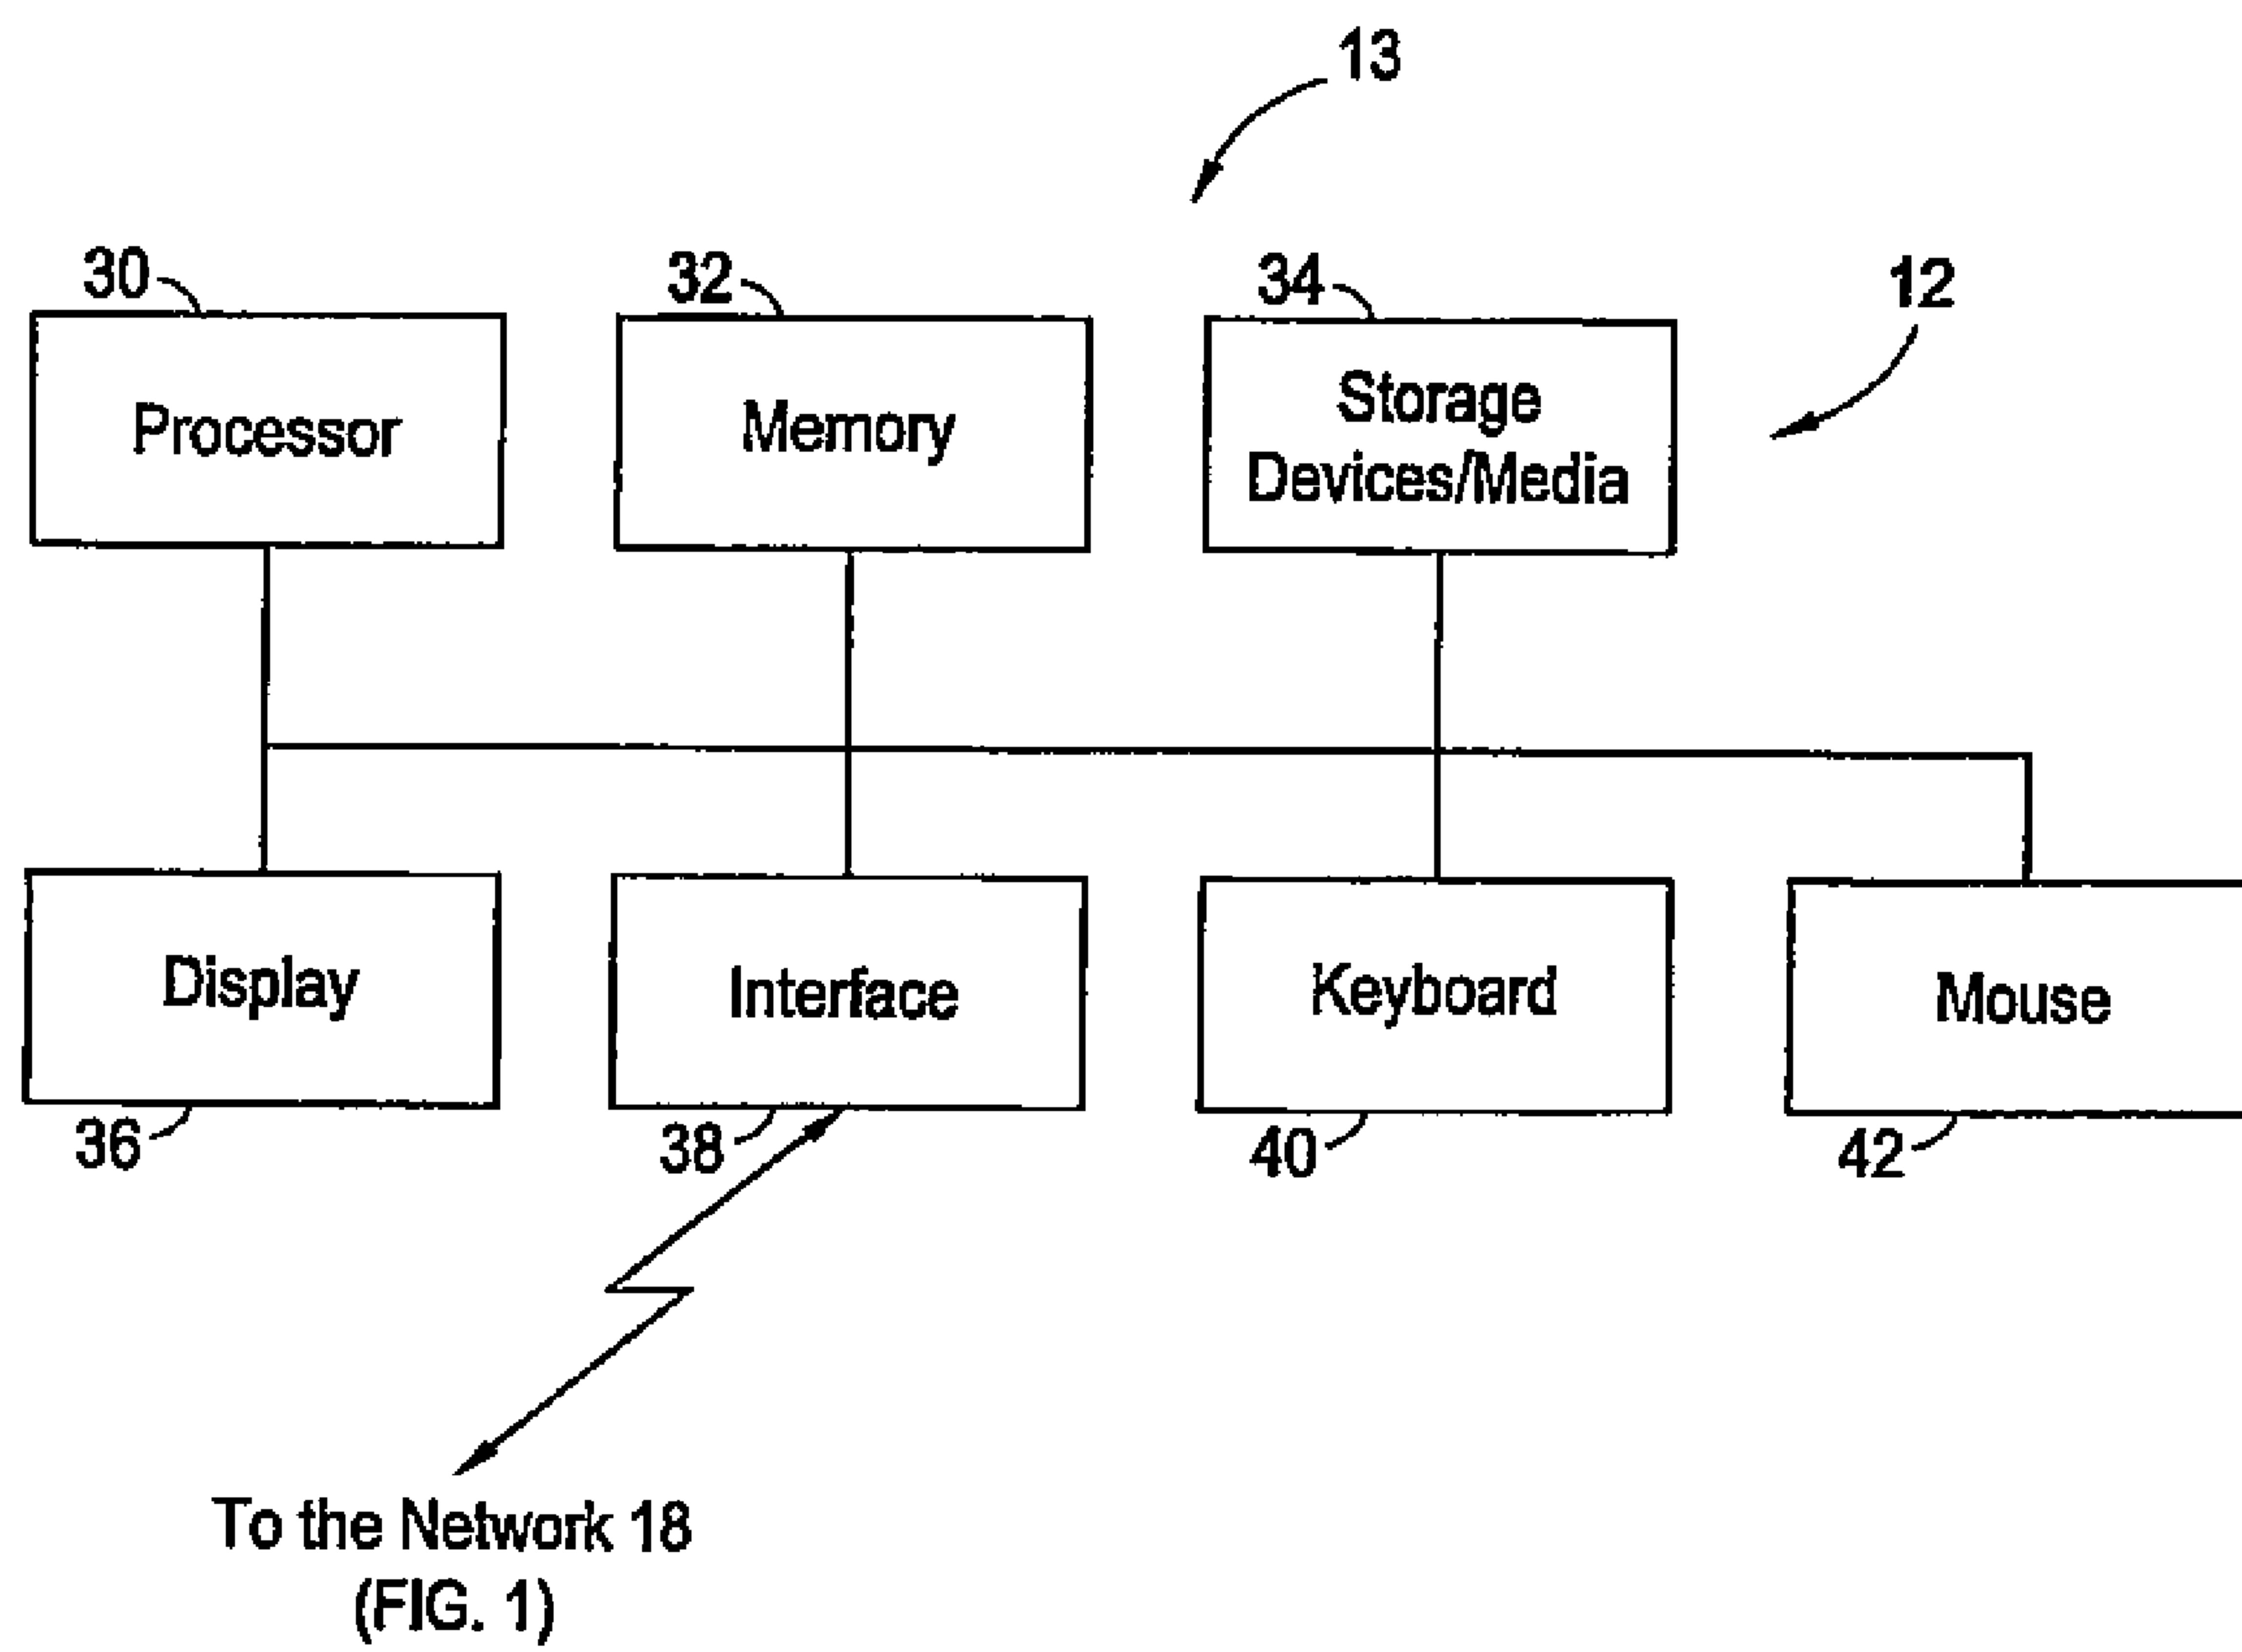 13
30
32
34
12
Processor
Memory
Storage
Devices/Media
Display
Interface
Keyboard
Mouse
36
38
40
42
To the Network 18
(FIG. 1)